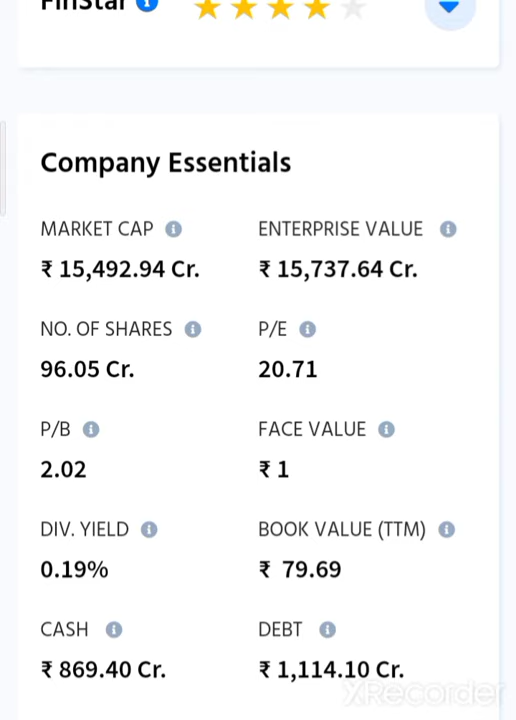 FinStar
Company Essentials
MARKET CAP ENTERPRISE VALUE
₹ 15,492.94 Cr. ₹ 15,737.64 Cr.
NO. OF SHARES P/E
96.05 Cr. 20.71
P/B FACE VALUE
2.02 ₹ 1
DIV. YIELD BOOK VALUE (TTM)
0.19% ₹ 79.69
CASH DEBT
₹ 869.40 Cr. ₹ 1,114.10 Cr.
XRecorder